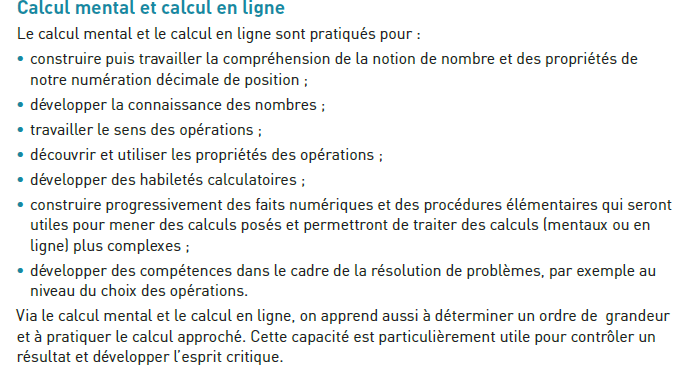 Calcul mental et calcul en ligne
Le calcul mental et le calcul en ligne sont pratiqués pour :
• construire puis travailler la compréhension de la notion de nombre et des propriétés de
notre numération décimale de position ;
• développer la connaissance des nombres ;
• travailler le sens des opérations ;
• découvrir et utiliser les propriétés des opérations ;
• développer des habiletés calculatoires ;
• construire progressivement des faits numériques et des procédures élémentaires qui seront
utiles pour mener des calculs posés et permettront de traiter des calculs (mentaux ou en
ligne) plus complexes ;
• développer des compétences dans le cadre de la résolution de problèmes, par exemple au
niveau du choix des opérations.
Via le calcul mental et le calcul en ligne, on apprend aussi à déterminer un ordre de grandeur
et à pratiquer le calcul approché. Cette capacité est particulièrement utile pour contrôler un
résultat et développer l'esprit critique.